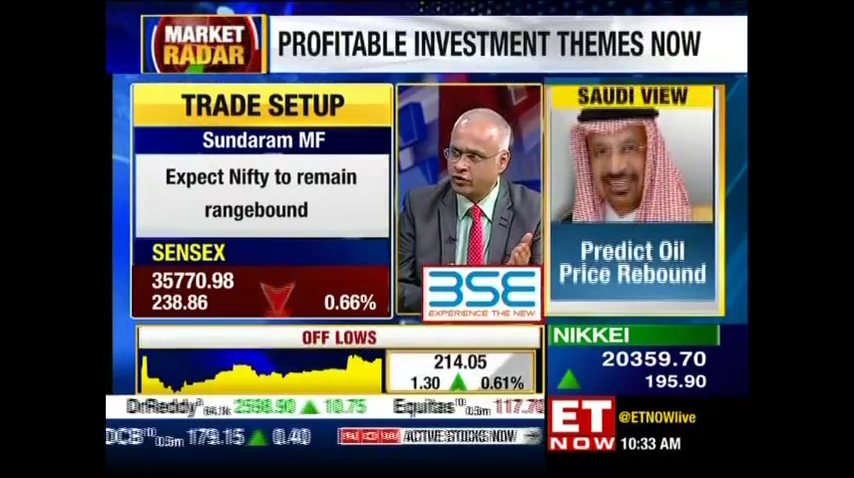 MARKET
RADAR
PROFITABLE INVESTMENT THEMES NOW
TRADE SETUP
Sundaram MF
Expect Nifty to remain
rangebound
SENSEX
35770.98
238.86 0.66%
BSE
EXPERIENCE THE NEW
SAUDI VIEW
Predict Oil
Price Rebound
OFF LOWS
214.05
1.30 0.61%
NIKKEI
20359.70
195.90
DrReddy 2598.90 10.75 Equitas 117.70
DCB 179.15 0.40 ACTIVE STOCKS NOW
ET
NOW
@ETNOWlive
10:33 AM